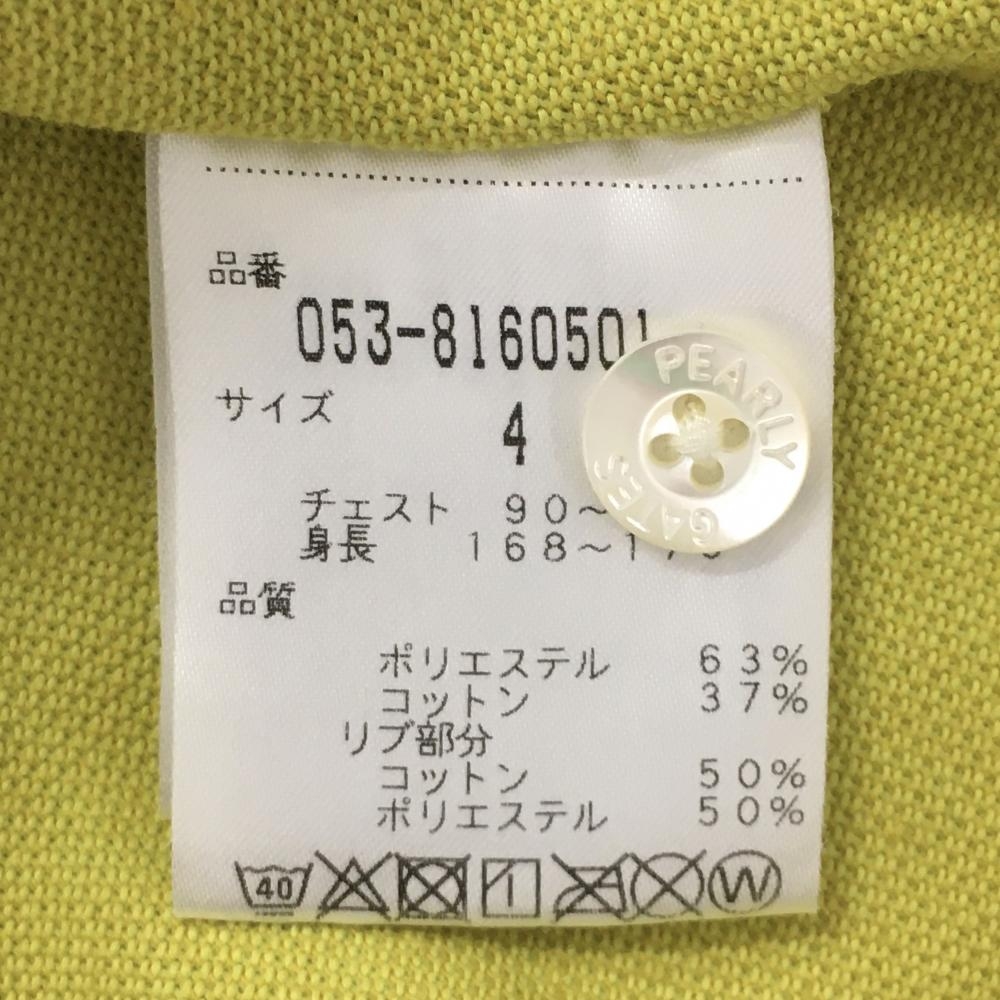 品番
053-8160501
PEARLY
GATES
サイズ 4
チェスト 90~
身長 168~1
品質
ポリエステル 63%
コットン 37%
リブ部分
コットン 50%
ポリエステル 50%
40 W